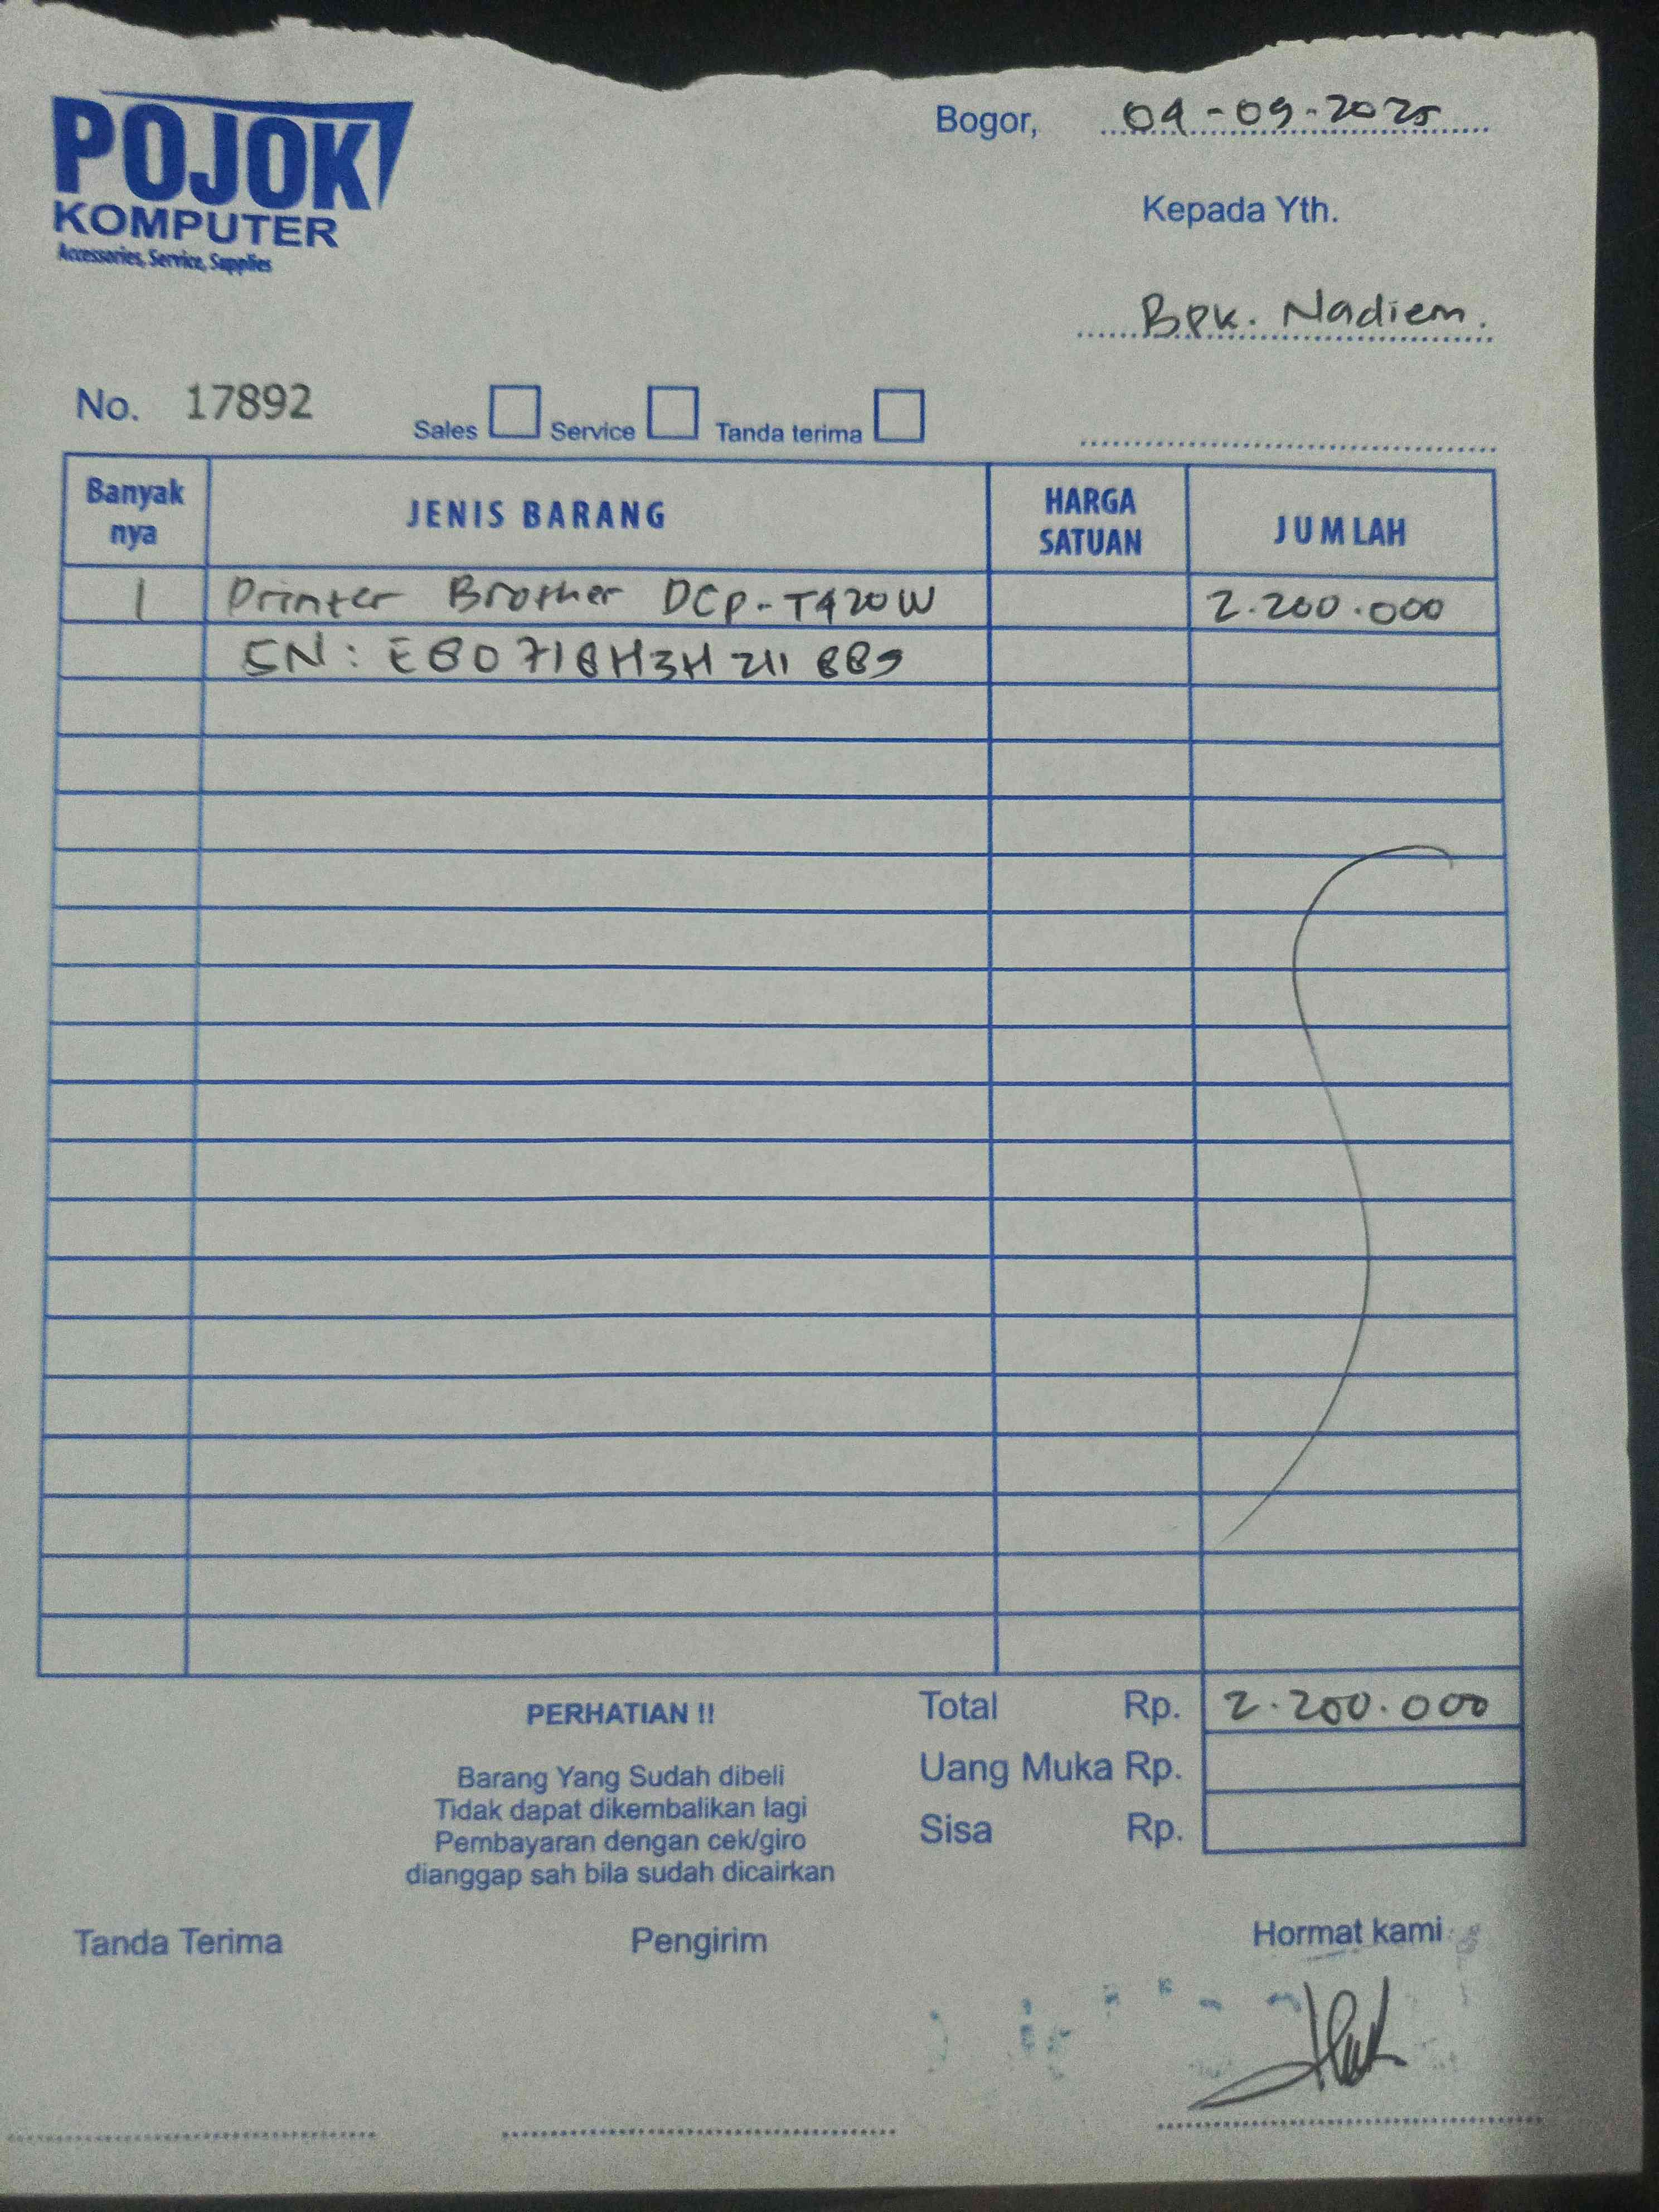 POJOK
KOMPUTER
Accessories, Service, Supplies
Bogor, 04-09-2025
Kepada Yth.
Bpk. Nadiem.
No. 17892 Sales Service Tanda terima
Banyak nya JENIS BARANG HARGA SATUAN JUMLAH
1 Printer Brother DCP-T420W 2.200.000
SN:
PERHATIAN !!
Barang Yang Sudah dibeli
Tidak dapat dikembalikan lagi
Pembayaran dengan cek/giro
dianggap sah bila sudah dicairkan
Total Rp. 2.200.000
Uang Muka Rp.
Sisa Rp.
Tanda Terima Pengirim Hormat kami